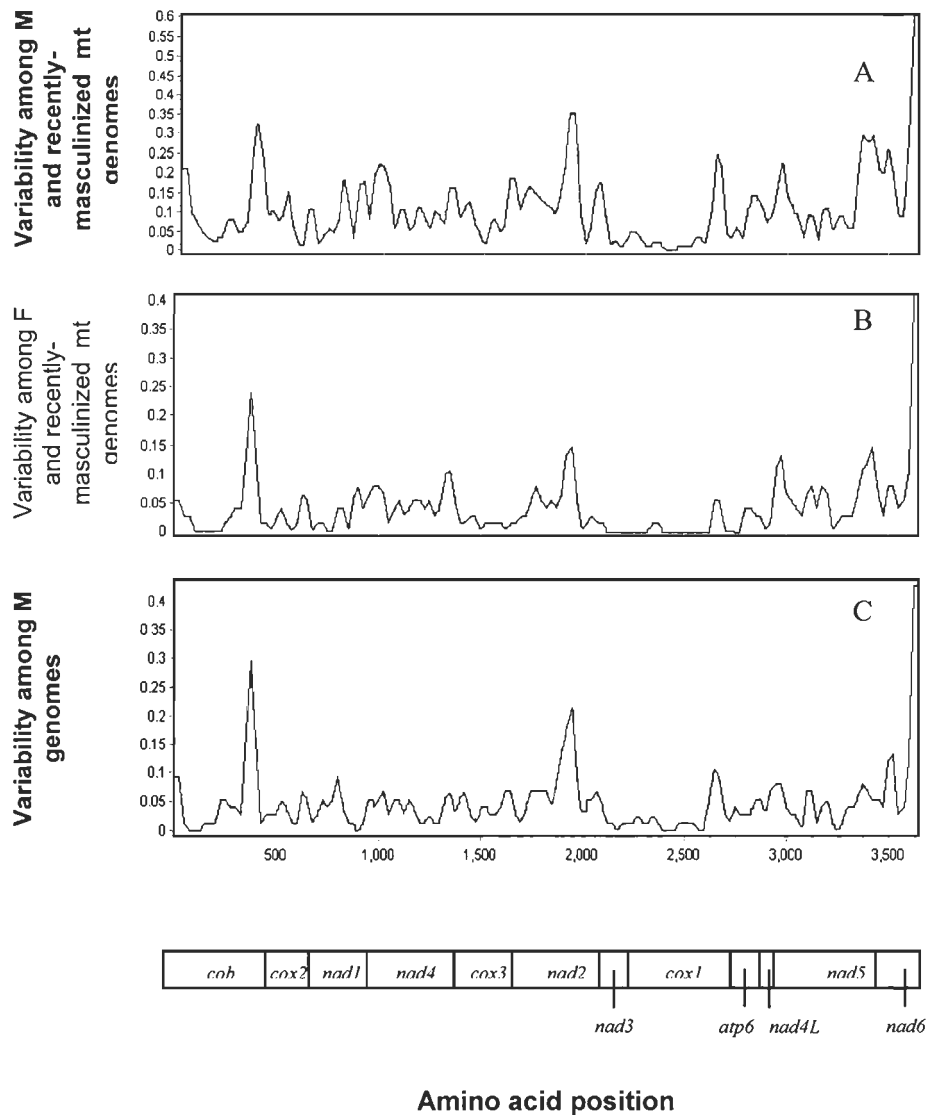 Variability among M
and recently-
masculinized mt
genomes
0.6
0.55
0.5
0.45
0.4
0.35
0.3
0.25
0.2
0.15
0.1
0.05
0
A
Variability among F
and recently-
masculinized mt
genomes
0.4
0.35
0.3
0.25
0.2
0.15
0.1
0.05
0
B
Variability among M
genomes
0.4
0.35
0.3
0.25
0.2
0.15
0.1
0.05
0
C
500 1,000 1,500 2,000 2,500 3,000 3,500
cob cox2 nad1 nad4 cox3 nad2 cox1 nad5
nad3 atp6 nad4L nad6
Amino acid position